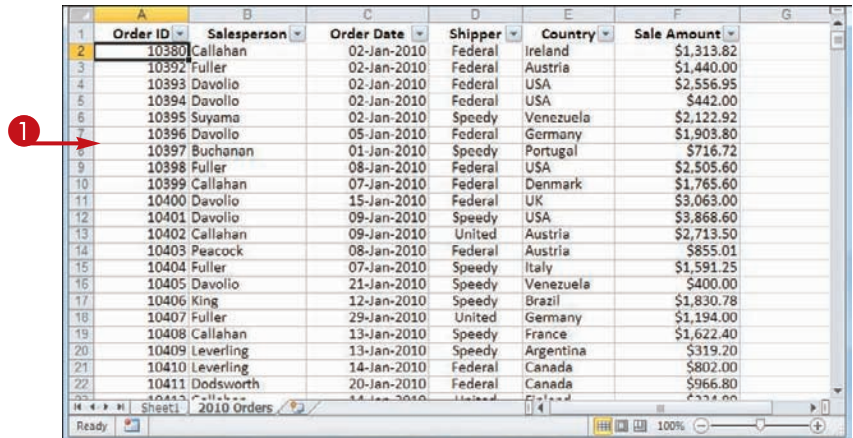 A B C D E F G
1 Order ID Salesperson Order Date Shipper Country Sale Amount
2 10380 Callahan 02-Jan-2010 Federal Ireland $1,313.82
3 10392 Fuller 02-Jan-2010 Federal Austria $1,440.00
4 10393 Davolio 02-Jan-2010 Federal USA $2,556.95
5 10394 Davolio 02-Jan-2010 Federal USA $442.00
6 10395 Suyama 02-Jan-2010 Speedy Venezuela $2,122.92
1
7 10396 Davolio 05-Jan-2010 Federal Germany $1,903.80
8 10397 Buchanan 01-Jan-2010 Speedy Portugal $716.72
9 10398 Fuller 08-Jan-2010 Federal USA $2,505.60
10 10399 Callahan 07-Jan-2010 Federal Denmark $1,765.60
11 10400 Davolio 15-Jan-2010 Federal UK $3,063.00
12 10401 Davolio 09-Jan-2010 Speedy USA $3,868.60
13 10402 Callahan 09-Jan-2010 United Austria $2,713.50
14 10403 Peacock 08-Jan-2010 Federal Austria $855.01
15 10404 Fuller 07-Jan-2010 Speedy Italy $1,591.25
16 10405 Davolio 21-Jan-2010 Speedy Venezuela $400.00
17 10406 King 12-Jan-2010 Speedy Brazil $1,830.78
18 10407 Fuller 29-Jan-2010 United Germany $1,194.00
19 10408 Callahan 13-Jan-2010 Speedy France $1,622.40
20 10409 Leverling 13-Jan-2010 Speedy Argentina $319.20
21 10410 Leverling 14-Jan-2010 Federal Canada $802.00
22 10411 Dodsworth 20-Jan-2010 Federal Canada $966.80
Sheet1 2010 Orders
Ready 100%